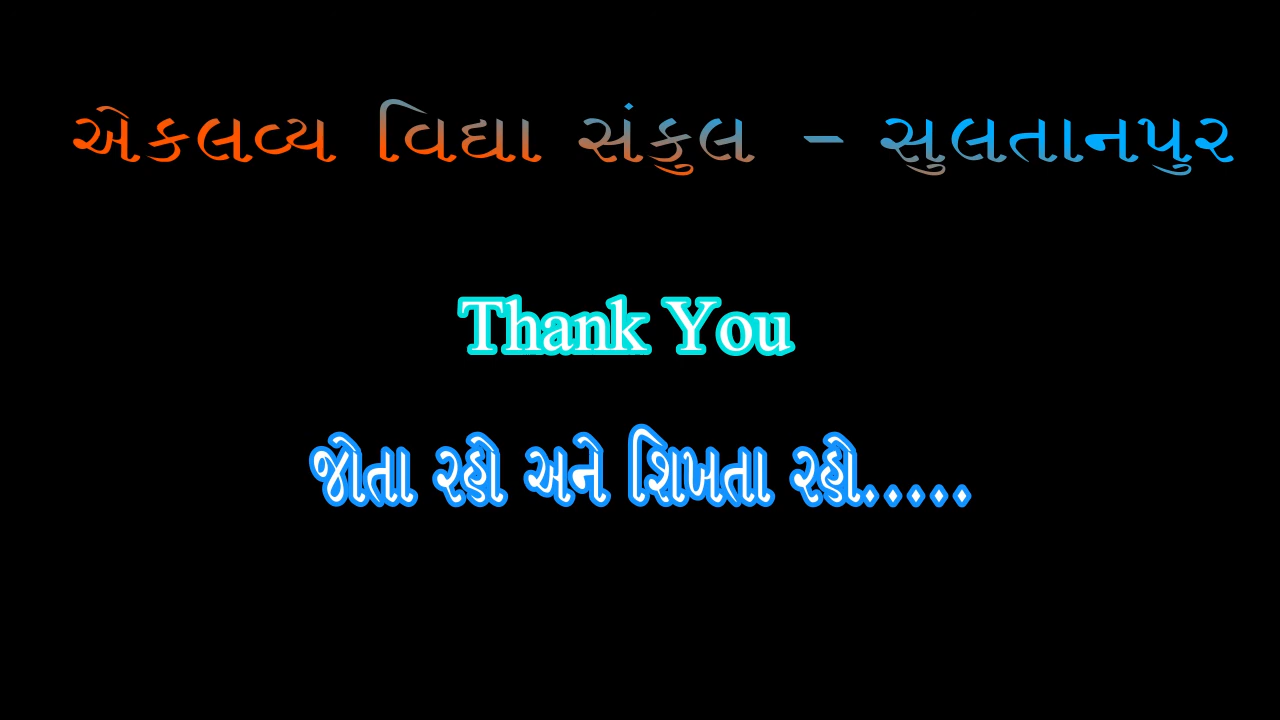 એકલવ્ય વિદ્યા સંકુલ - સુલતાનપુર
Thank You
જોતા રહો અને શિખતા રહો.....